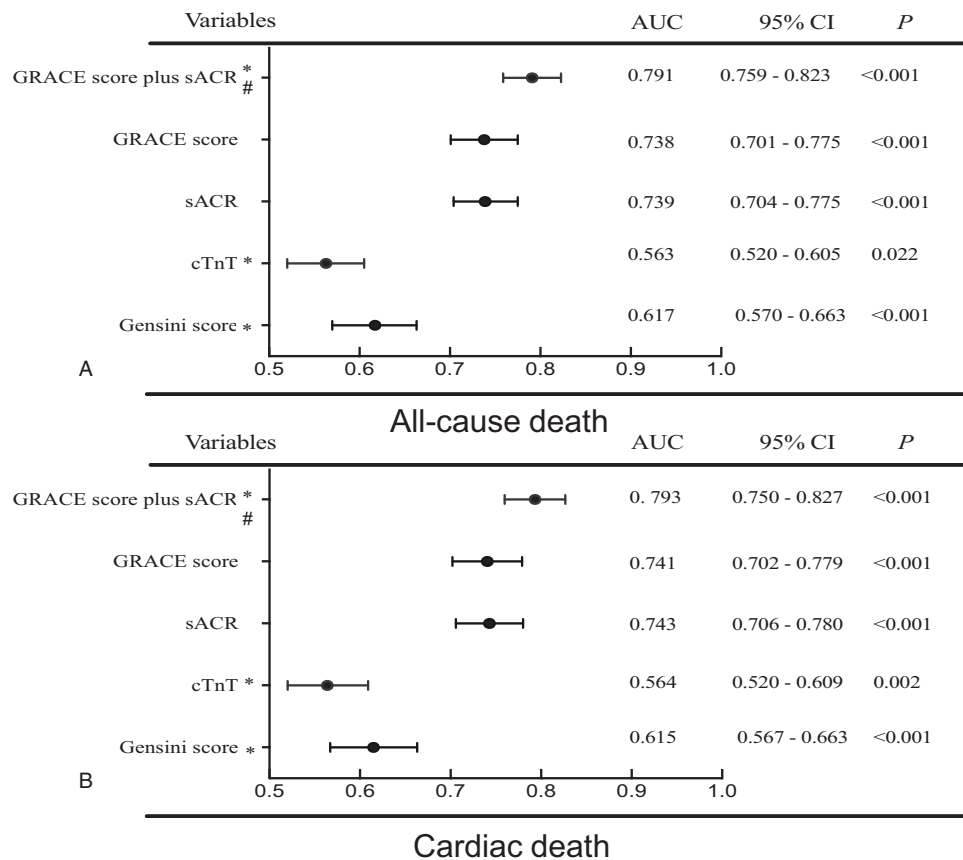 Variables AUC 95% CI P
GRACE score plus sACR * 0.791 0.759 - 0.823 <0.001
#
GRACE score 0.738 0.701 - 0.775 <0.001
sACR 0.739 0.704 - 0.775 <0.001
cTnT * 0.563 0.520 - 0.605 0.022
Gensini score * 0.617 0.570 - 0.663 <0.001
A
0.5 0.6 0.7 0.8 0.9 1.0
All-cause death
Variables AUC 95% CI P
GRACE score plus sACR * 0. 793 0.750 - 0.827 <0.001
#
GRACE score 0.741 0.702 - 0.779 <0.001
sACR 0.743 0.706 - 0.780 <0.001
cTnT * 0.564 0.520 - 0.609 0.002
Gensini score * 0.615 0.567 - 0.663 <0.001
B
0.5 0.6 0.7 0.8 0.9 1.0
Cardiac death